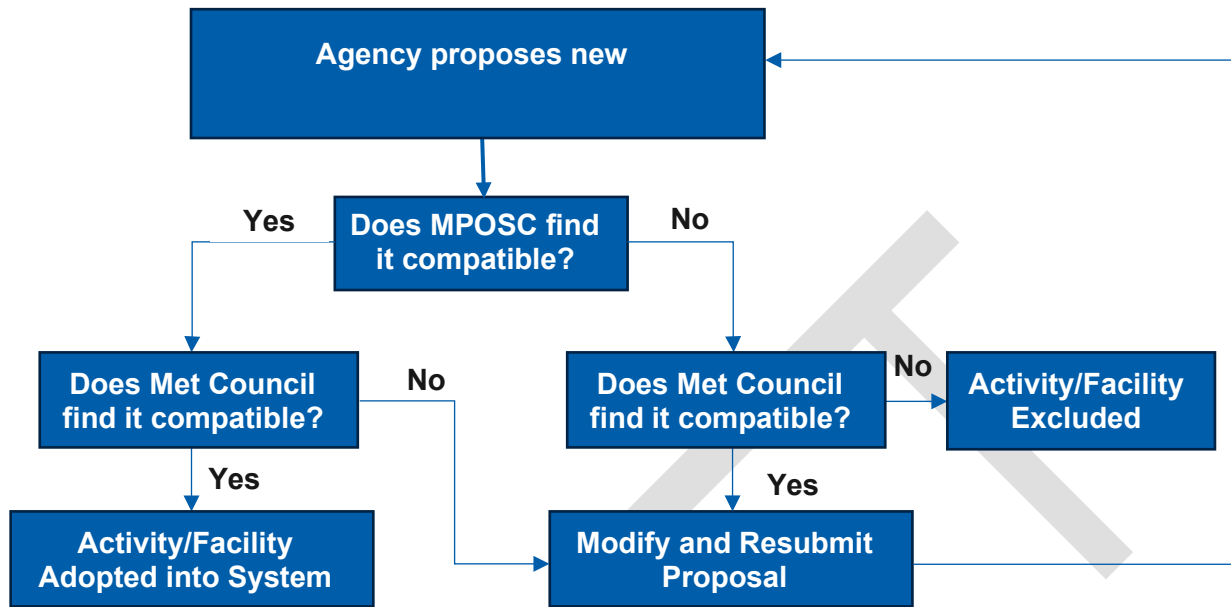 Agency proposes new
Does MPOSC find
it compatible?
Yes
No
Does Met Council
find it compatible?
No
Does Met Council
find it compatible?
No
Activity/Facility
Excluded
Yes
Yes
Activity/Facility
Adopted into System
Modify and Resubmit
Proposal